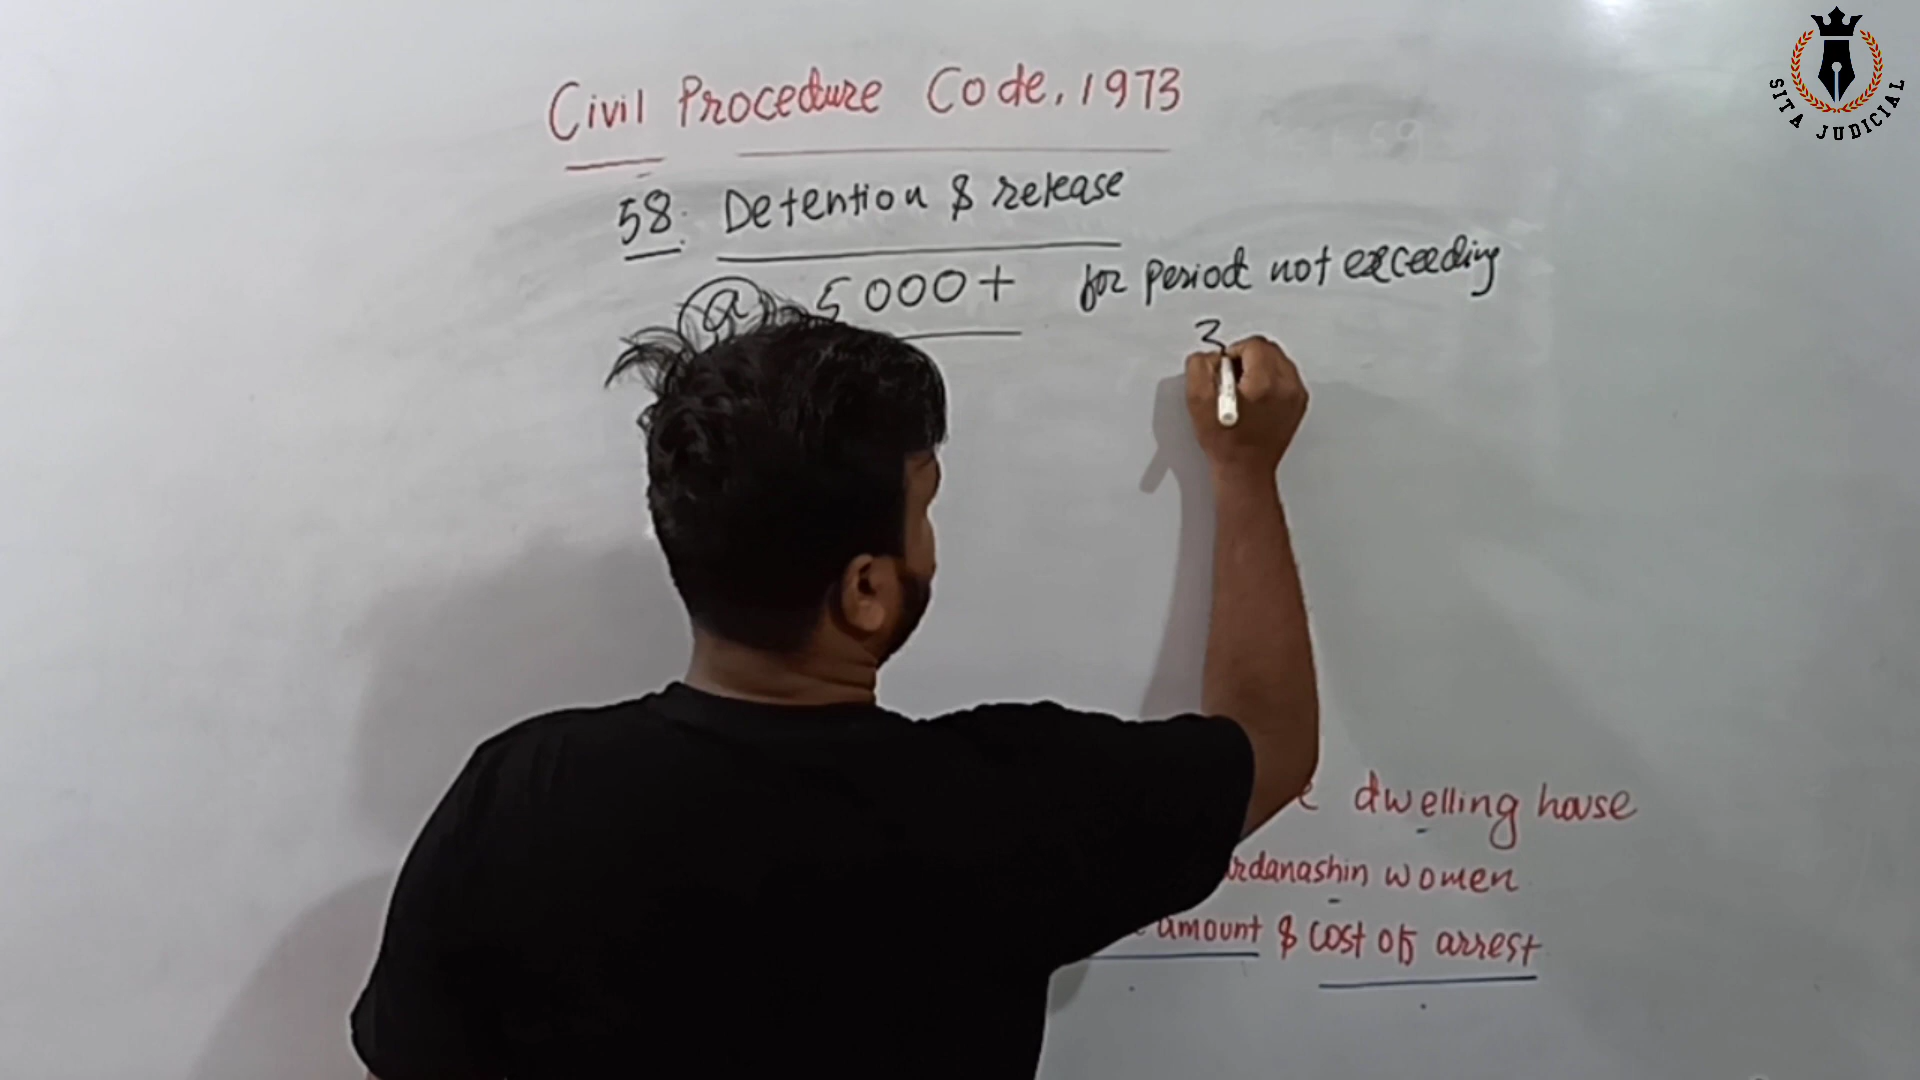 SITA JUDICIAL
Civil Procedure Code, 1973
58. Detention & release
(a) 5000+ for period not exceeding
3
dwelling house
women
amount & cost of arrest